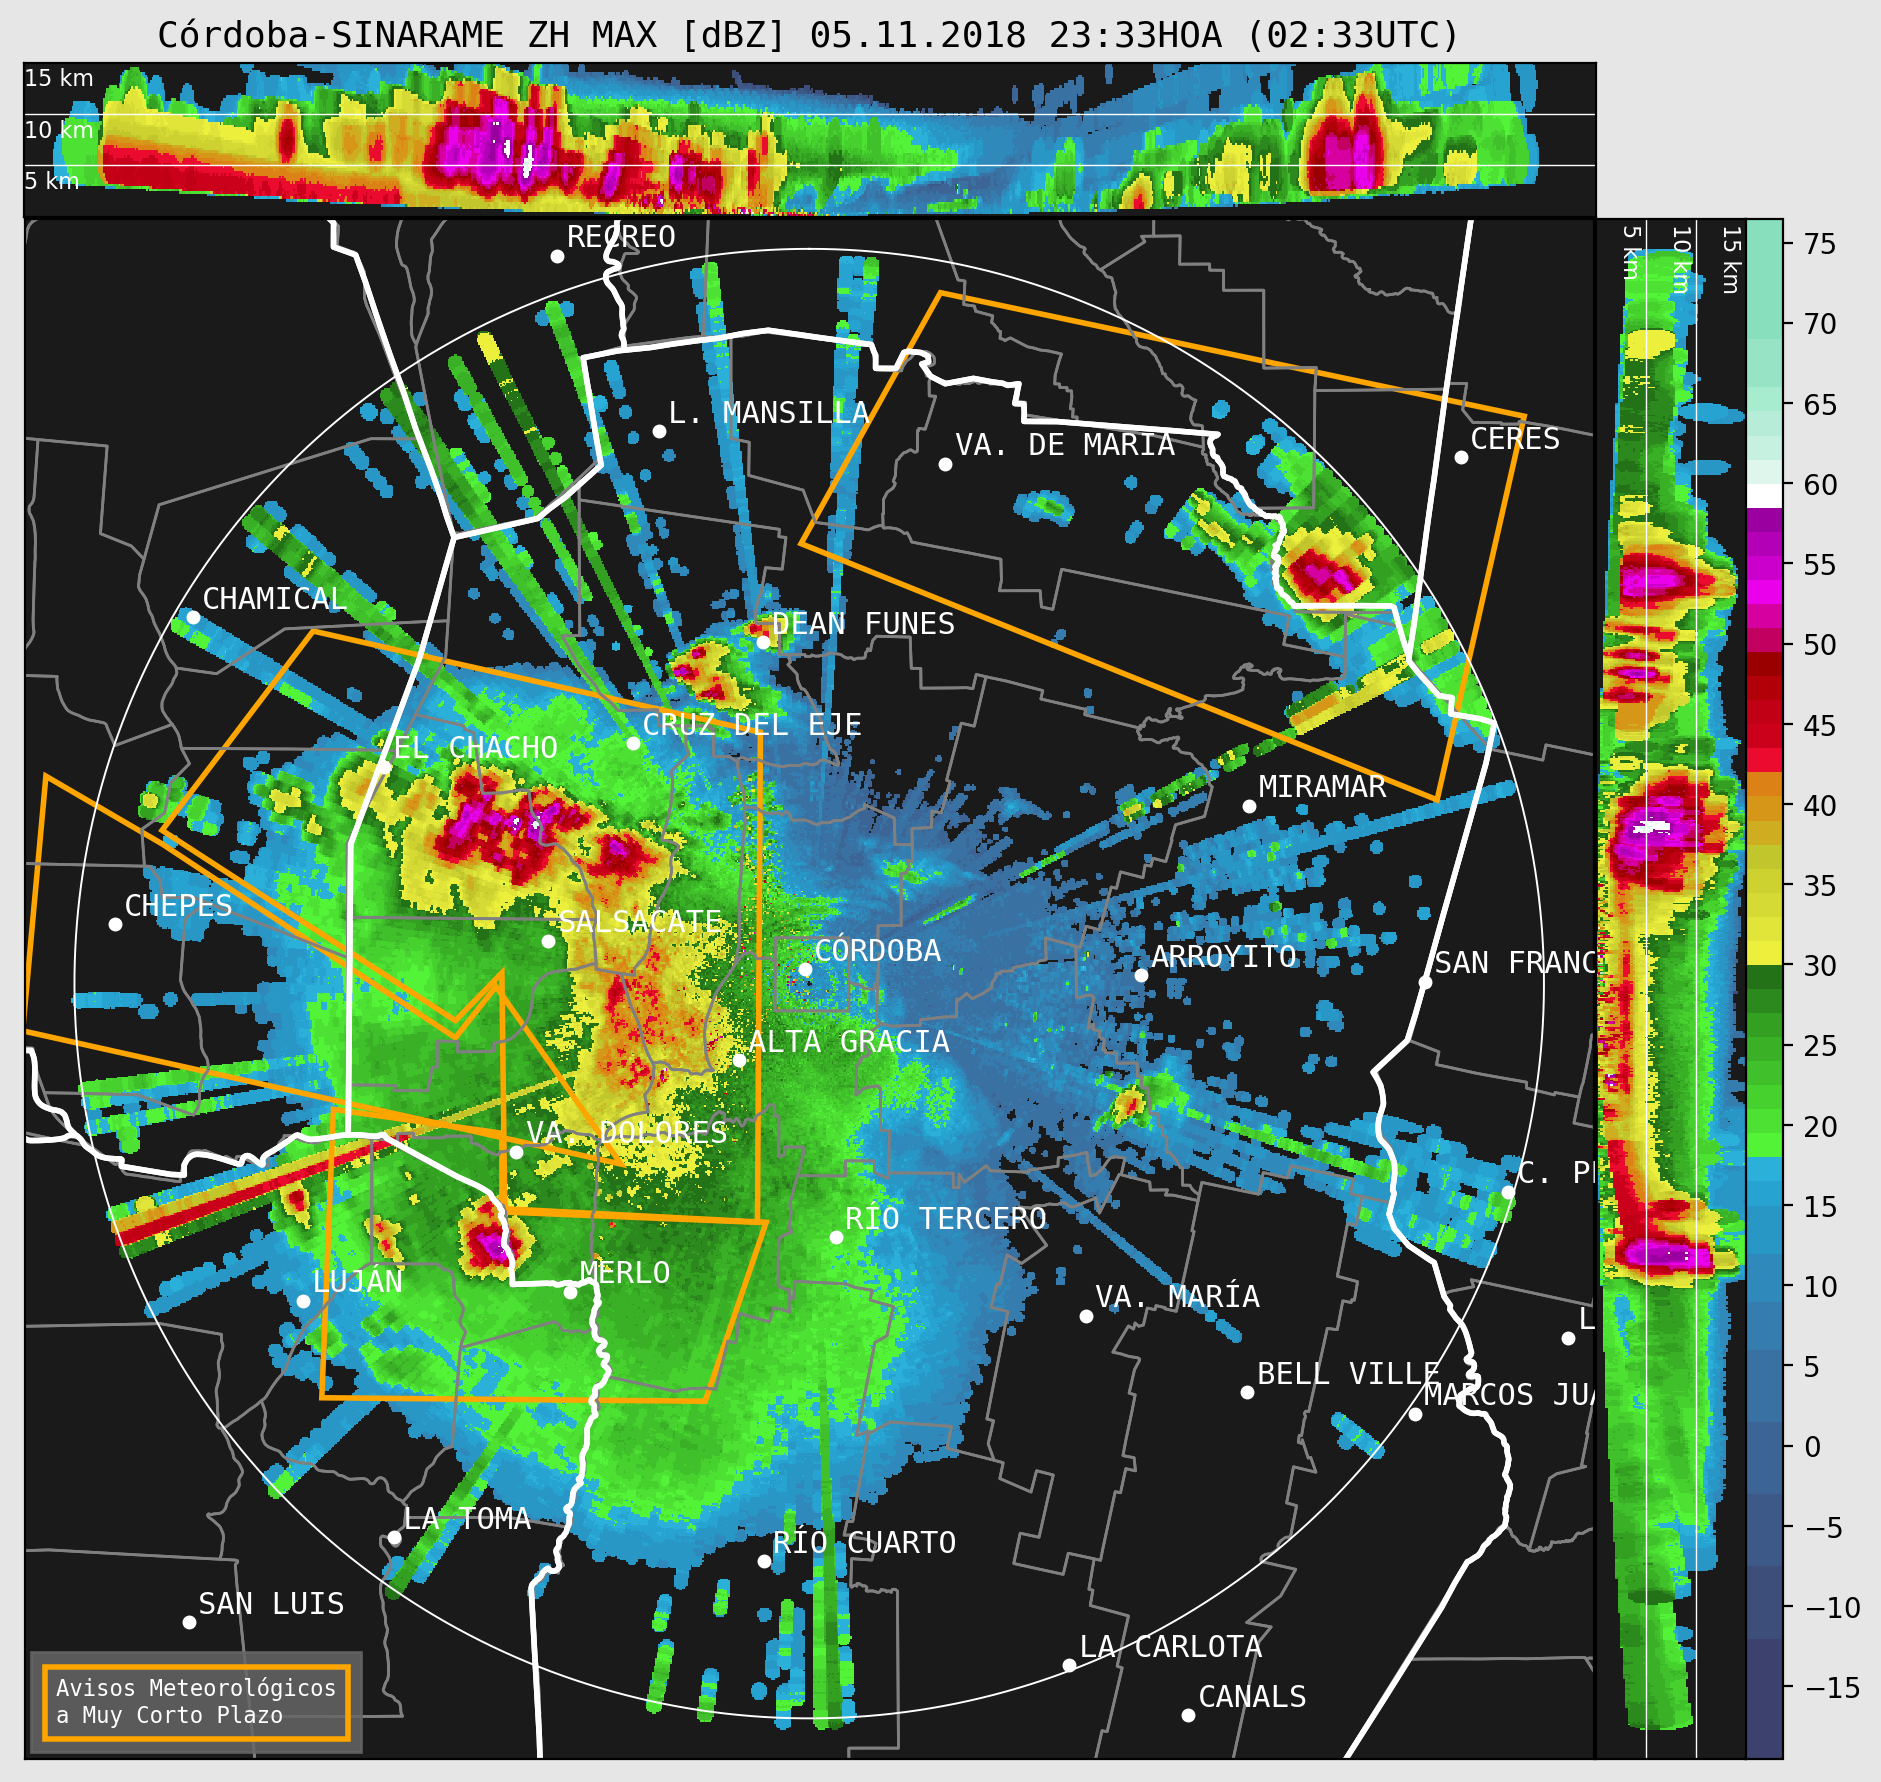 Córdoba-SINARAME ZH MAX [dBZ] 05.11.2018 23:33HOA (02:33UTC)
15 km
10 km
5 km
5 km
10 km
15 km
RECREO
L. MANSILLA
VA. DE MARIA
CERES
CHAMICAL
DEAN FUNES
CRUZ DEL EJE
EL CHACHO
MIRAMAR
CHEPES
SALSACATE
CÓRDOBA
ARROYITO
SAN FRANC
ALTA GRACIA
VA. DOLORES
C. PE
RÍO TERCERO
MERLO
LUJÁN
VA. MARÍA
L
BELL VILLE
MARCOS JUA
LA TOMA
RÍO CUARTO
SAN LUIS
LA CARLOTA
CANALS
Avisos Meteorológicos
a Muy Corto Plazo
75
70
65
60
55
50
45
40
35
30
25
20
15
10
5
0
−5
−10
−15